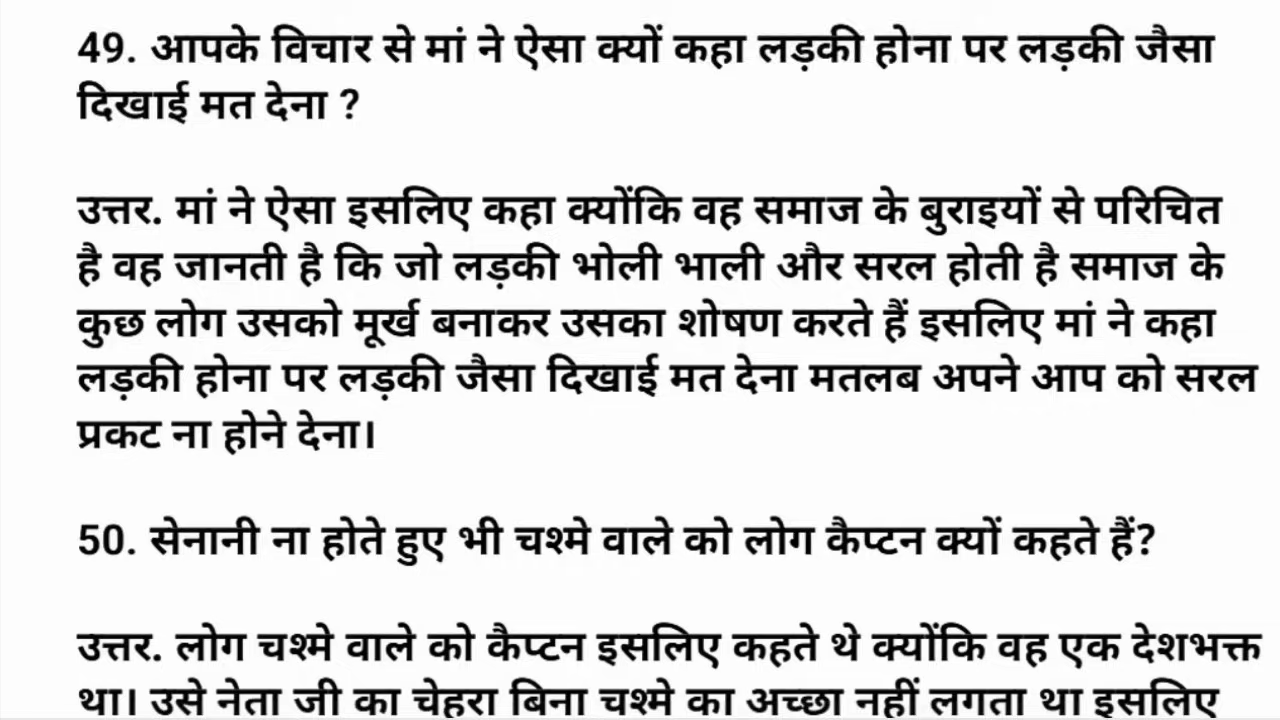 49. आपके विचार से मां ने ऐसा क्यों कहा लड़की होना पर लड़की जैसा
दिखाई मत देना ?
उत्तर. मां ने ऐसा इसलिए कहा क्योंकि वह समाज के बुराइयों से परिचित
है वह जानती है कि जो लड़की भोली भाली और सरल होती है समाज के
कुछ लोग उसको मूर्ख बनाकर उसका शोषण करते हैं इसलिए मां ने कहा
लड़की होना पर लड़की जैसा दिखाई मत देना मतलब अपने आप को सरल
प्रकट ना होने देना।
50. सेनानी ना होते हुए भी चश्मे वाले को लोग कैप्टन क्यों कहते हैं?
उत्तर. लोग चश्मे वाले को कैप्टन इसलिए कहते थे क्योंकि वह एक देशभक्त
था। उसे नेता जी का चेहरा बिना चश्मे का अच्छा नहीं लगता था इसलिए